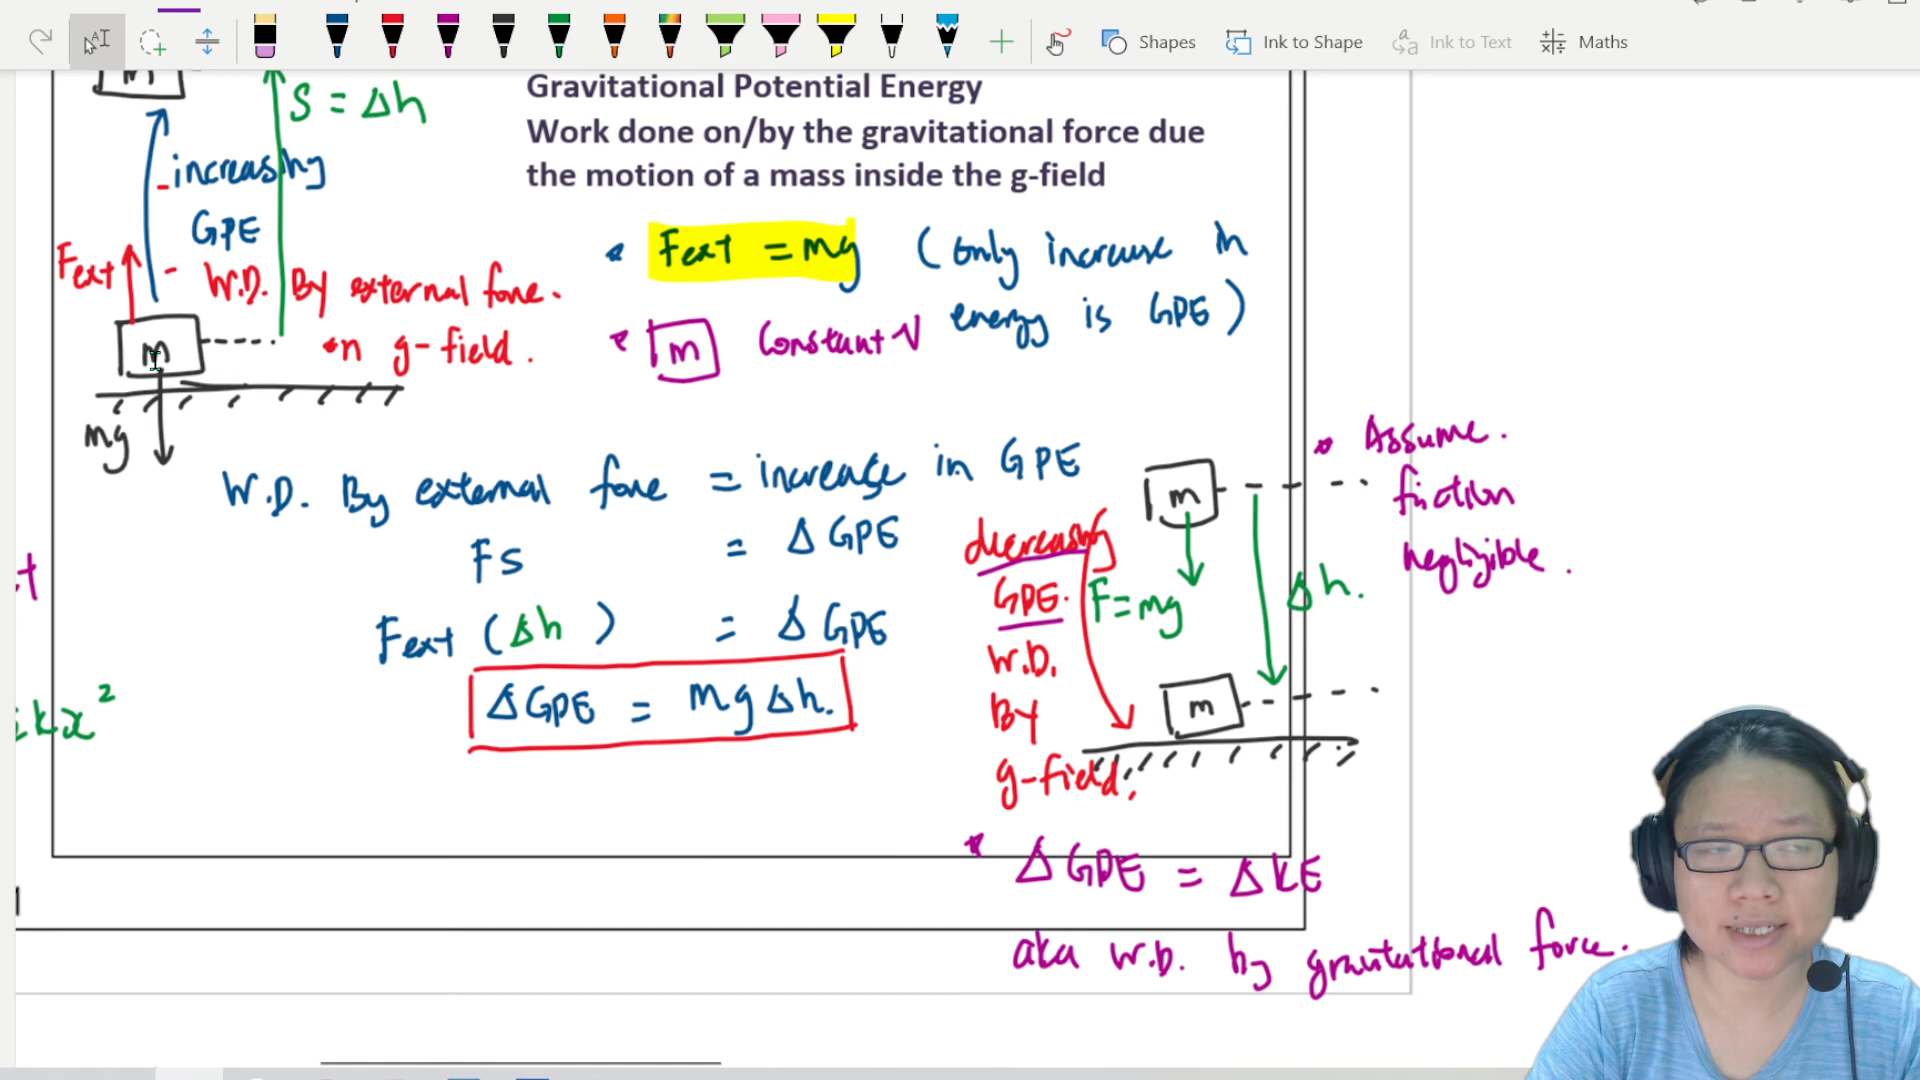 Shapes
Ink to Shape
Ink to Text
Maths
m
S = Δh
Gravitational Potential Energy
Work done on/by the gravitational force due
the motion of a mass inside the g-field
increasing
GPE
Fext
- W.D. By external force.
on g-field.
m
mg
Fext = mg (only increase in
energy is GPE)
m constant v
W.D. By external force = increase in GPE
Fs = Δ GPE
Fext (Δh) = Δ GPE
ΔGPE = mgΔh.
kx²
decreasing
GPE.
W.D.
By
g-field.
m
F=mg
Δh.
m
Assume.
friction
negligible.
ΔGPE = ΔKE
aka w.D. by gravitational force.